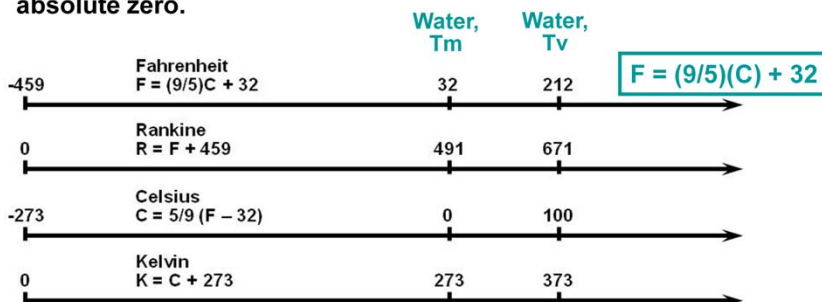 absolute zero.
Water, Water,
Tm Tv
Fahrenheit
-459 F = (9/5)C + 32 32 212 F = (9/5)(C) + 32
Rankine
0 R = F + 459 491 671
Celsius
-273 C = 5/9 (F – 32) 0 100
Kelvin
0 K = C + 273 273 373